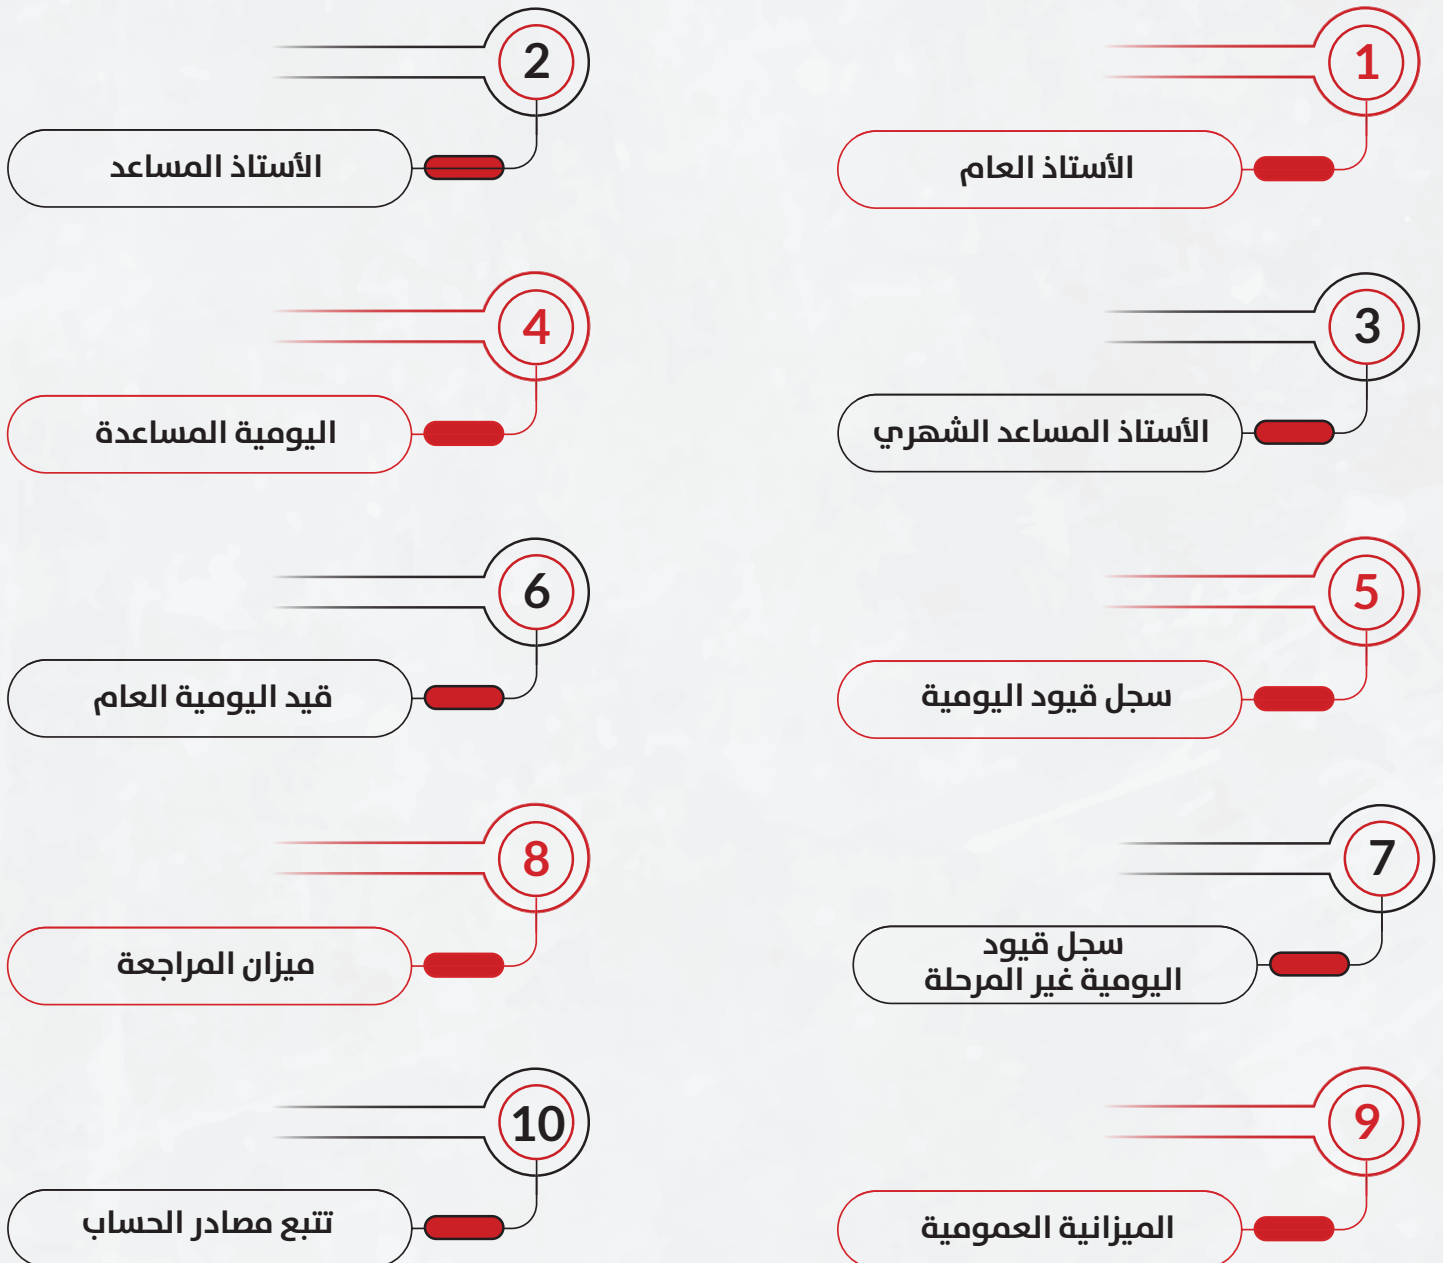 1
الأستاذ العام
2
الأستاذ المساعد
3
الأستاذ المساعد الشهري
4
اليومية المساعدة
5
سجل قيود اليومية
6
قيد اليومية العام
7
سجل قيود
اليومية غير المرحلة
8
ميزان المراجعة
9
الميزانية العمومية
10
تتبع مصادر الحساب